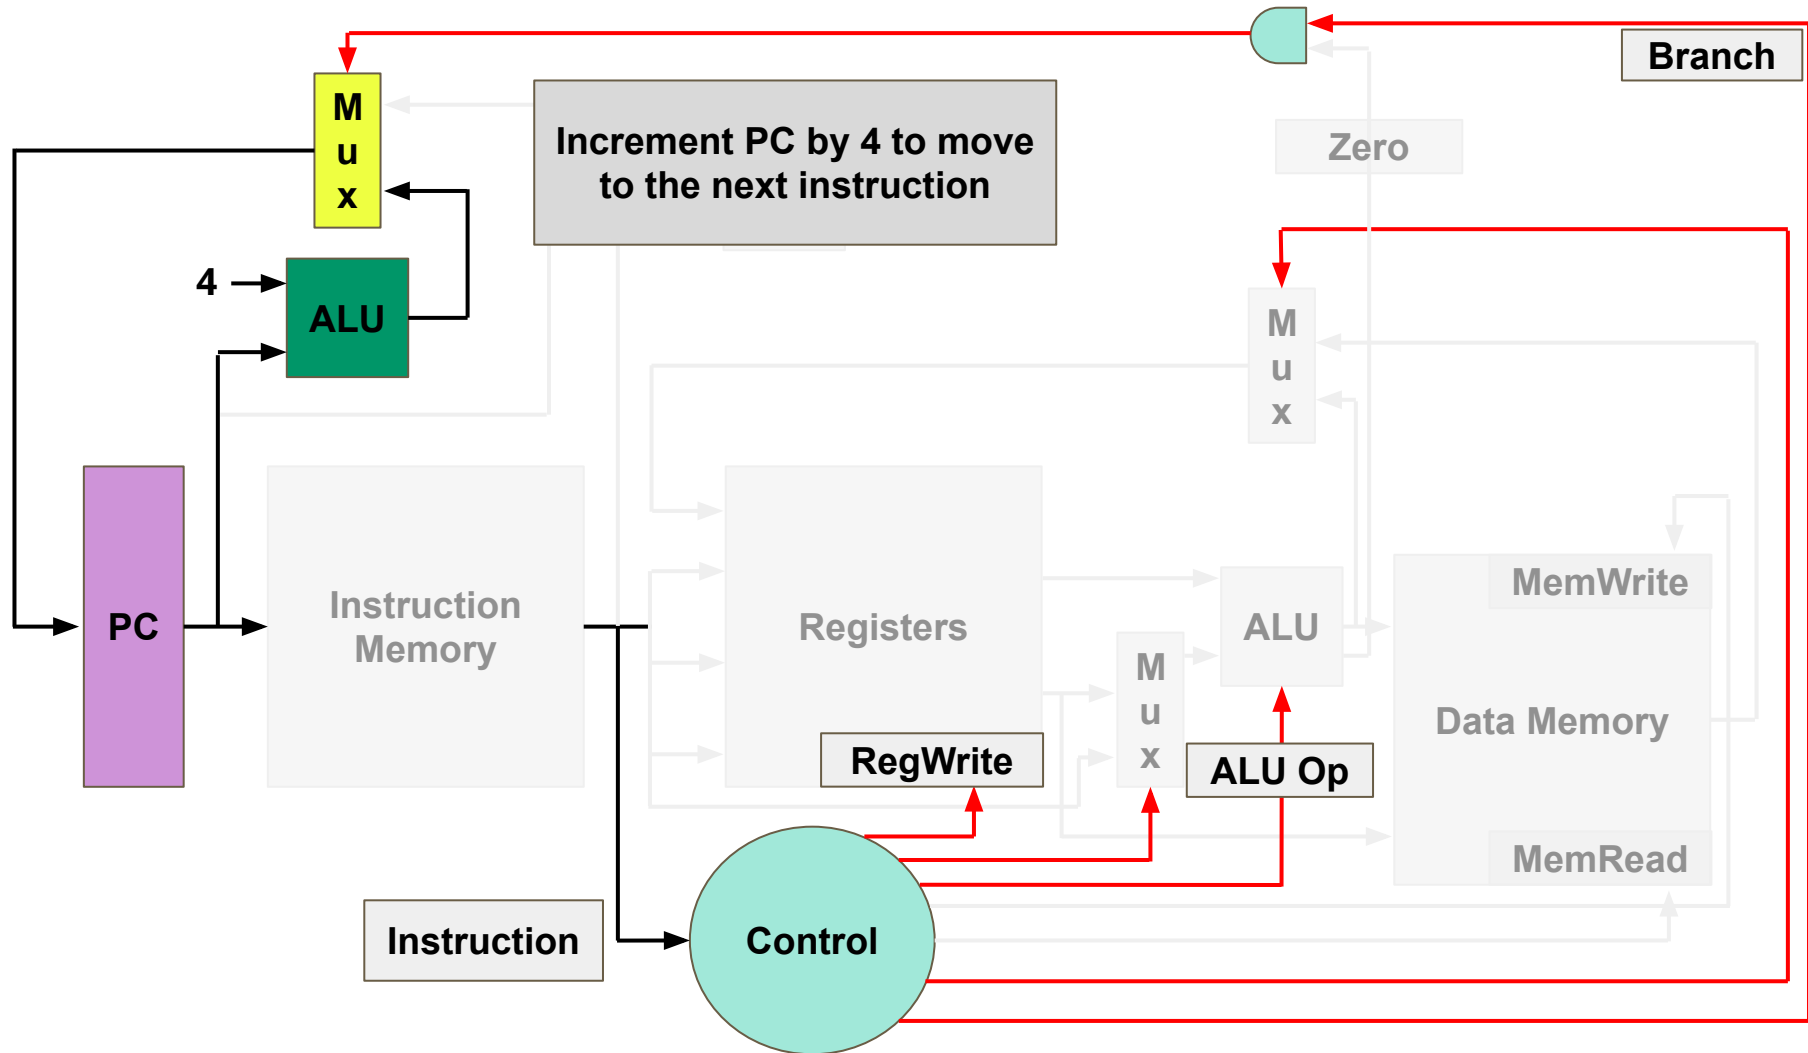 Branch
M
u
x
Increment PC by 4 to move
to the next instruction
Zero
4
ALU
M
u
x
PC
Instruction
Memory
Registers
ALU
MemWrite
M
u
x
Data Memory
RegWrite
ALU Op
MemRead
Instruction
Control